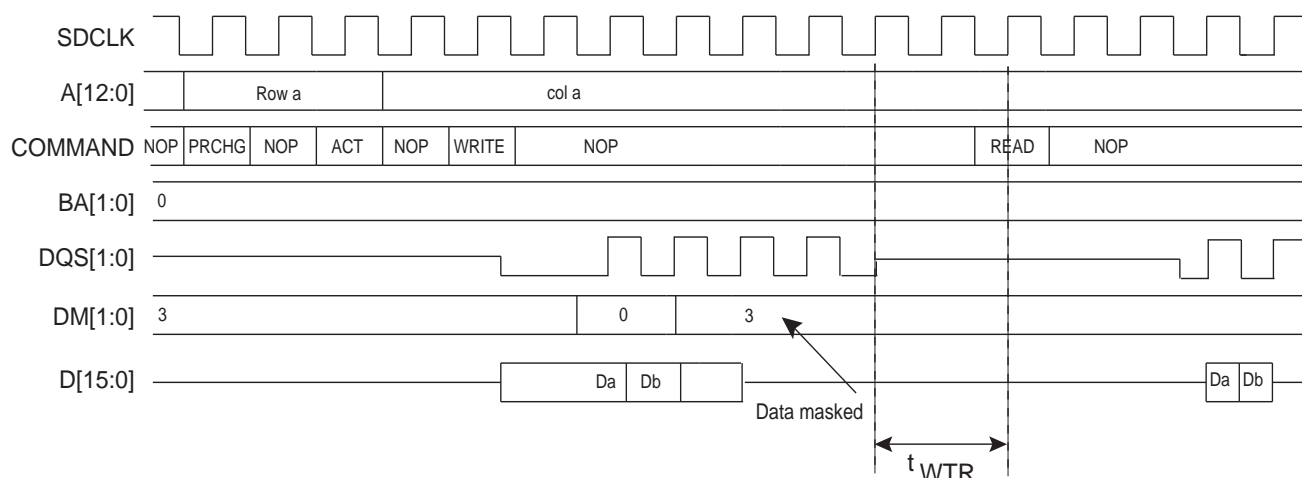 SDCLK
A[12:0] Row a col a
COMMAND NOP PRCHG NOP ACT NOP WRITE NOP READ NOP
BA[1:0] 0
DQS[1:0]
DM[1:0] 3 0 3
D[15:0] Da Db Da Db
Data masked
t WTR